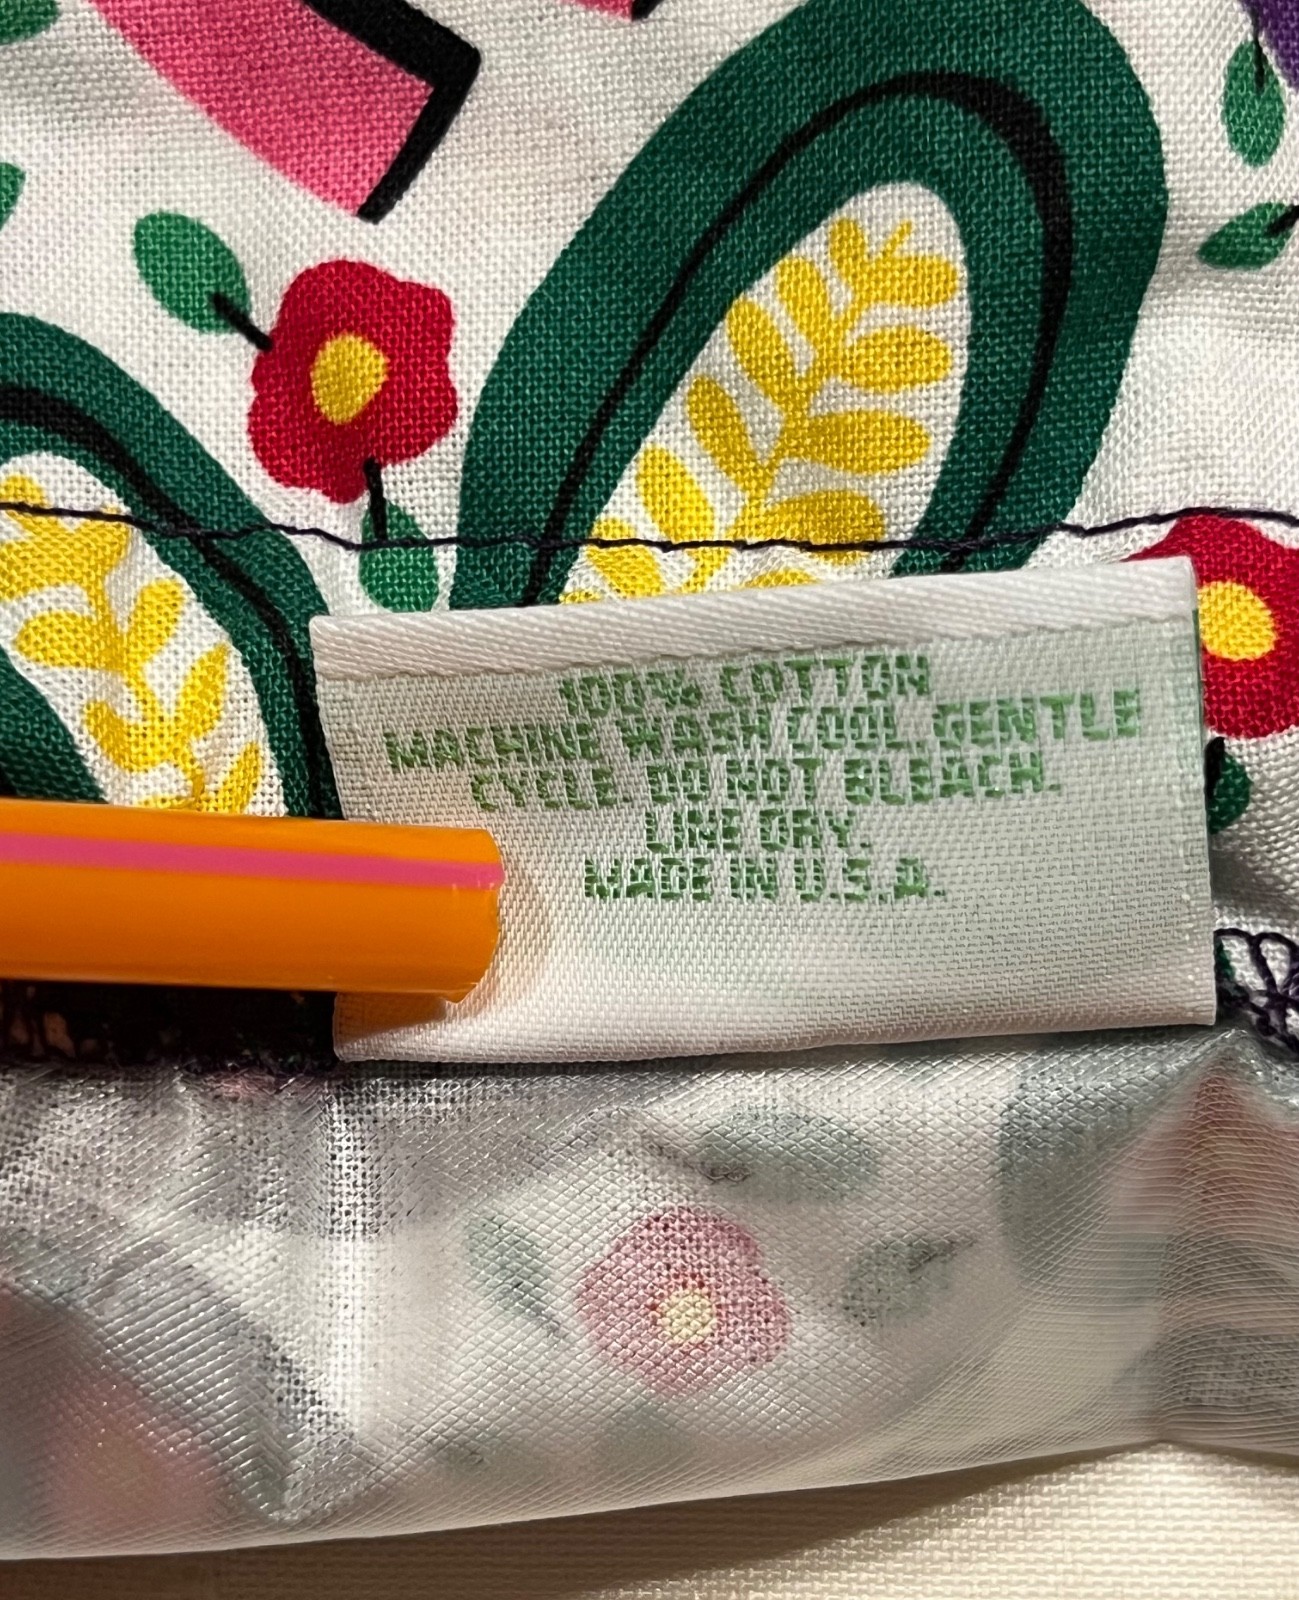 100% COTTON
MACHINE WASH COOL, GENTLE
CYCLE. DO NOT BLEACH.
LINE DRY.
MADE IN U.S.A.